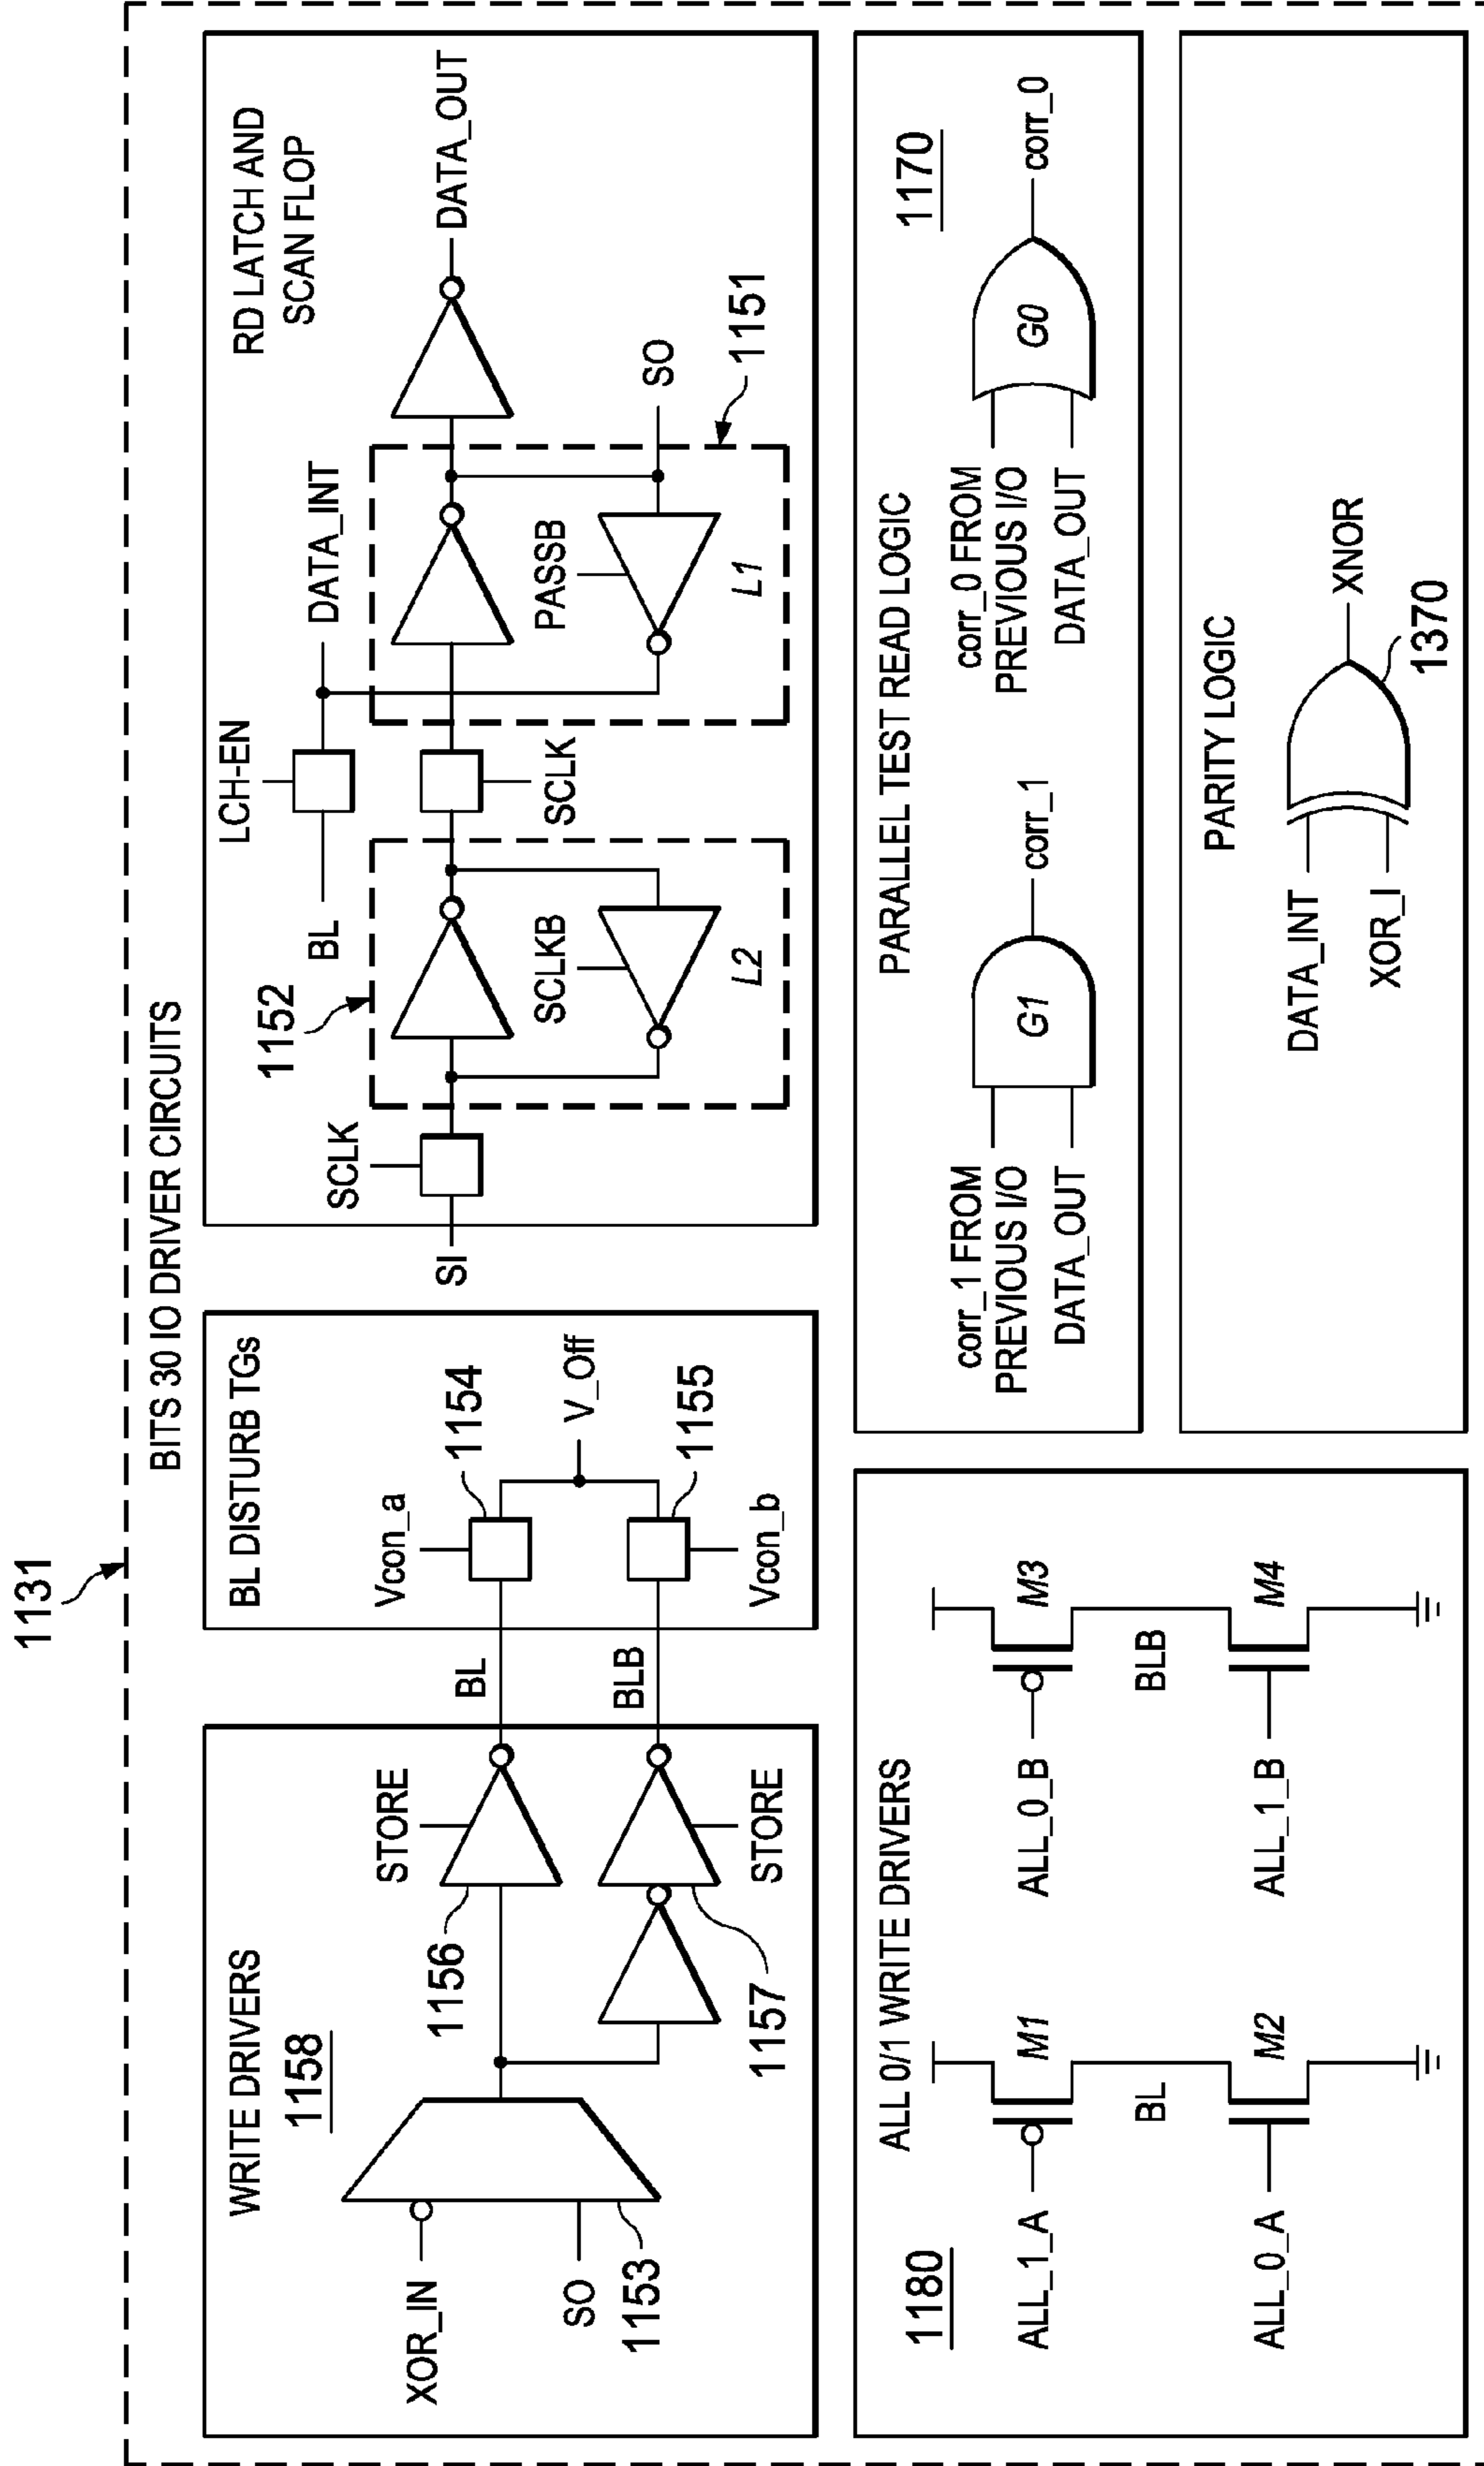 1131
BITS 30 IO DRIVER CIRCUITS
WRITE DRIVERS
1158
XOR_IN
SO
1153
STORE
1156
STORE
1157
BL
BLB
BL DISTURB TGs
Vcon_a
1154
V_Off
1155
Vcon_b
RD LATCH AND
SCAN FLOP
SI
SCLK
1152
SCLKB
L2
BL
LCH-EN
DATA_INT
SCLK
PASSB
L1
SO
1151
DATA_OUT
ALL 0/1 WRITE DRIVERS
1180
ALL_1_A
M1
BL
ALL_0_A
M2
ALL_0_B
M3
BLB
ALL_1_B
M4
PARALLEL TEST READ LOGIC
1170
corr_1 FROM
PREVIOUS I/O
DATA_OUT
G1
corr_1
corr_0 FROM
PREVIOUS I/O
DATA_OUT
G0
corr_0
PARITY LOGIC
DATA_INT
XOR_I
XNOR
1370